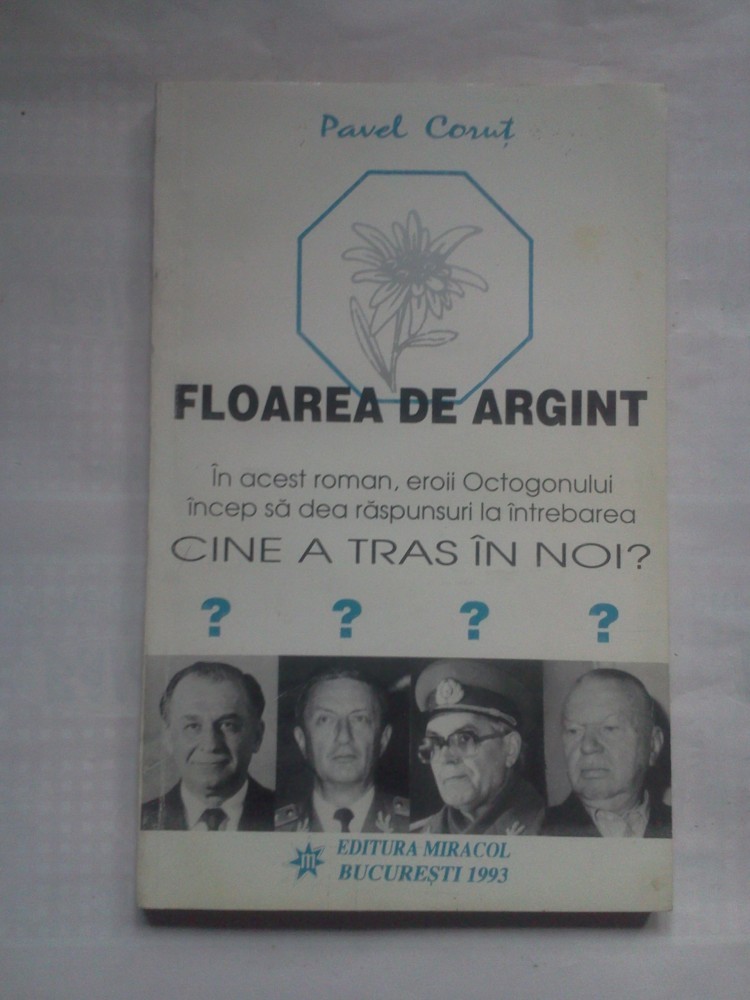 Pavel Coruț
FLOAREA DE ARGINT
În acest roman, eroii Octogonului
încep să dea răspunsuri la întrebarea
CINE A TRAS ÎN NOI?
? ? ? ?
m
EDITURA MIRACOL
BUCUREȘTI 1993